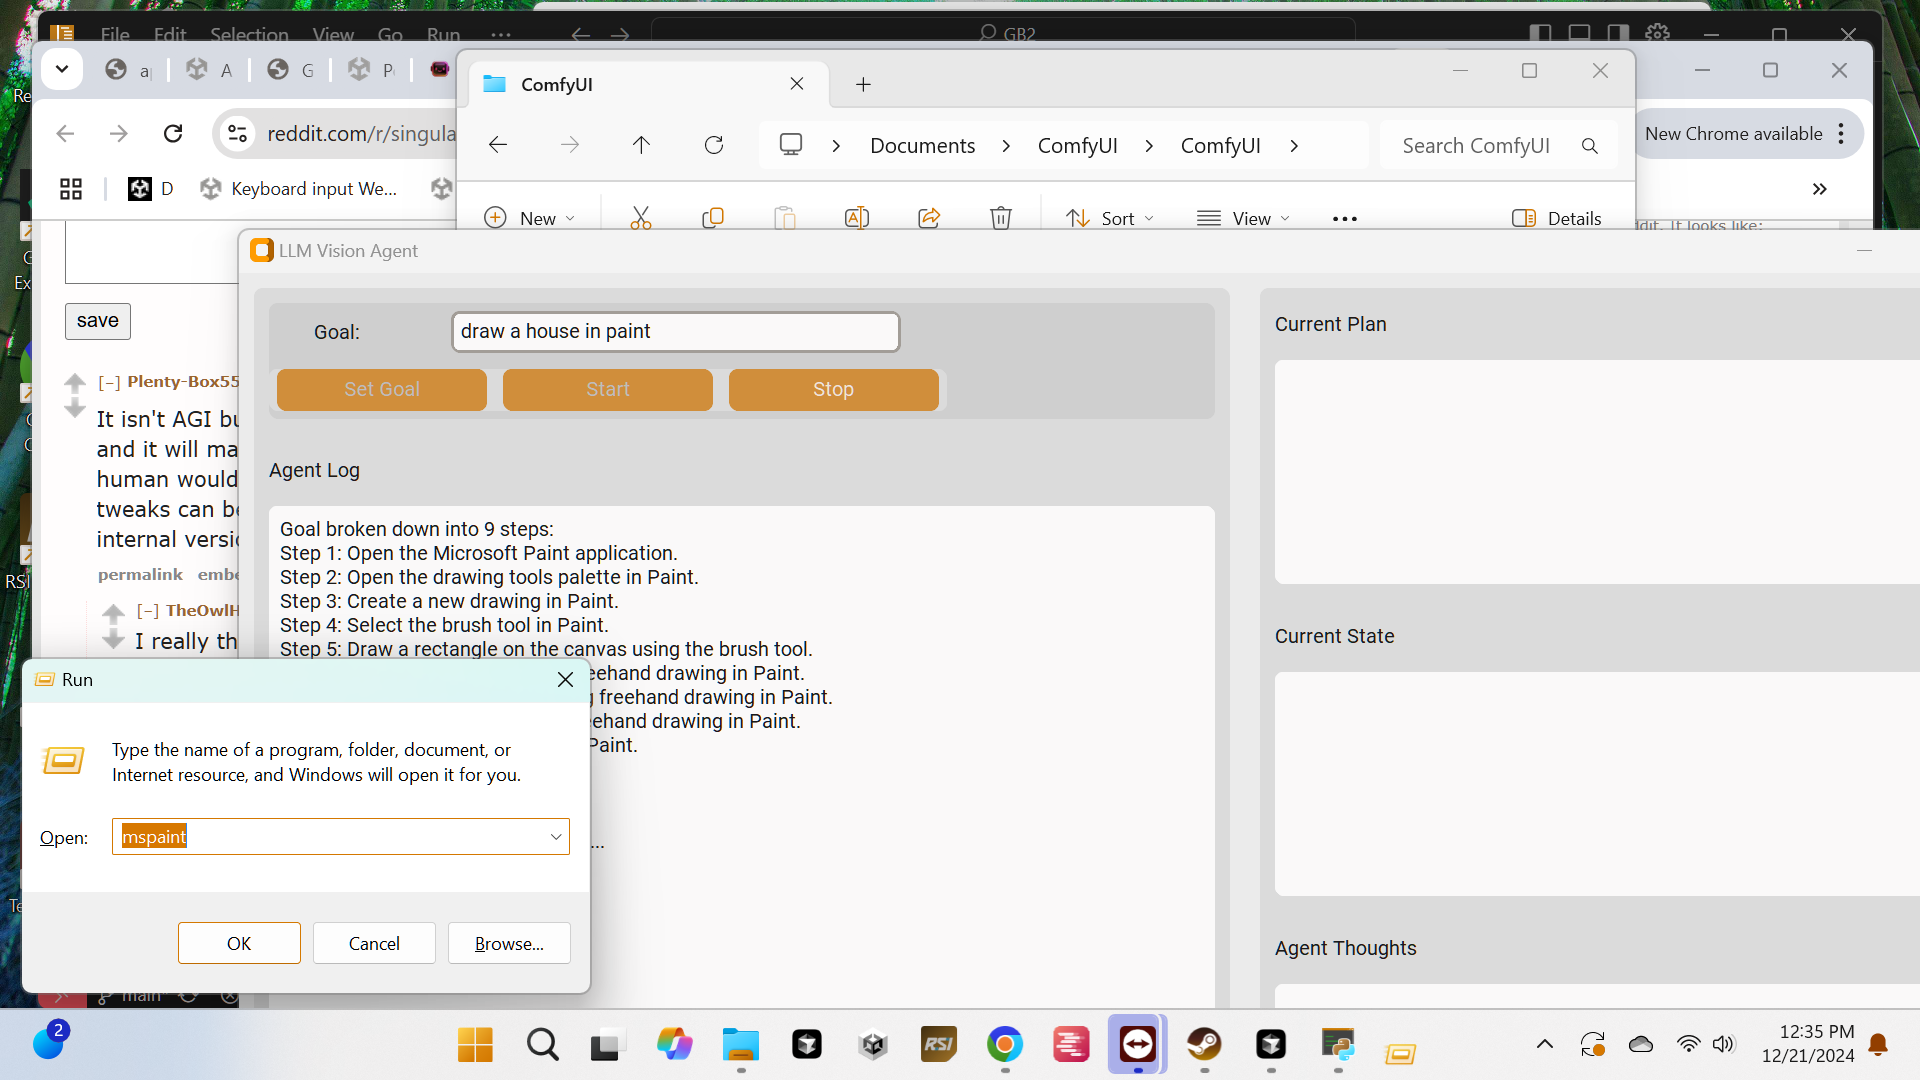 File Edit Selection View Go Run ...
GB2
A
G
ComfyUI
reddit.com/r/singula
Documents > ComfyUI > ComfyUI >
Search ComfyUI
New Chrome available
D
Keyboard input We...
New
Sort
View
Details
LLM Vision Agent
save
Goal:
draw a house in paint
Set Goal
Start
Stop
Current Plan
[–] Plenty-Box55
It isn't AGI bu
and it will ma
human would
tweaks can be
internal versio
permalink embe
[–] TheOwlH
I really th
Agent Log
Goal broken down into 9 steps:
Step 1: Open the Microsoft Paint application.
Step 2: Open the drawing tools palette in Paint.
Step 3: Create a new drawing in Paint.
Step 4: Select the brush tool in Paint.
Step 5: Draw a rectangle on the canvas using the brush tool.
eehand drawing in Paint.
g freehand drawing in Paint.
eehand drawing in Paint.
Paint.
...
Current State
Agent Thoughts
Run
Type the name of a program, folder, document, or
Internet resource, and Windows will open it for you.
Open:
mspaint
OK
Cancel
Browse...
main*
2
RSI
12:35 PM
12/21/2024